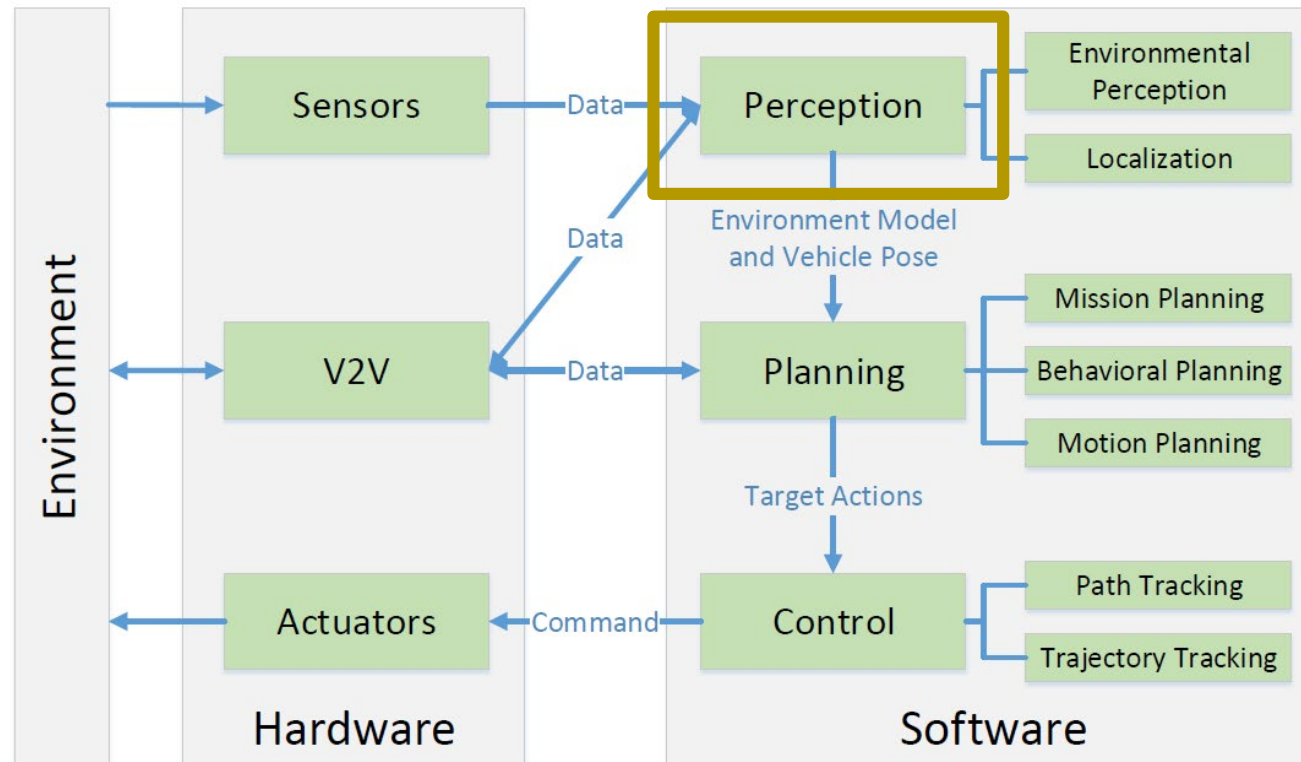 Environment
Sensors
Data
Perception
Environmental
Perception
Localization
Data
Environment Model
and Vehicle Pose
V2V
Data
Planning
Mission Planning
Behavioral Planning
Motion Planning
Target Actions
Actuators
Command
Control
Path Tracking
Trajectory Tracking
Hardware
Software